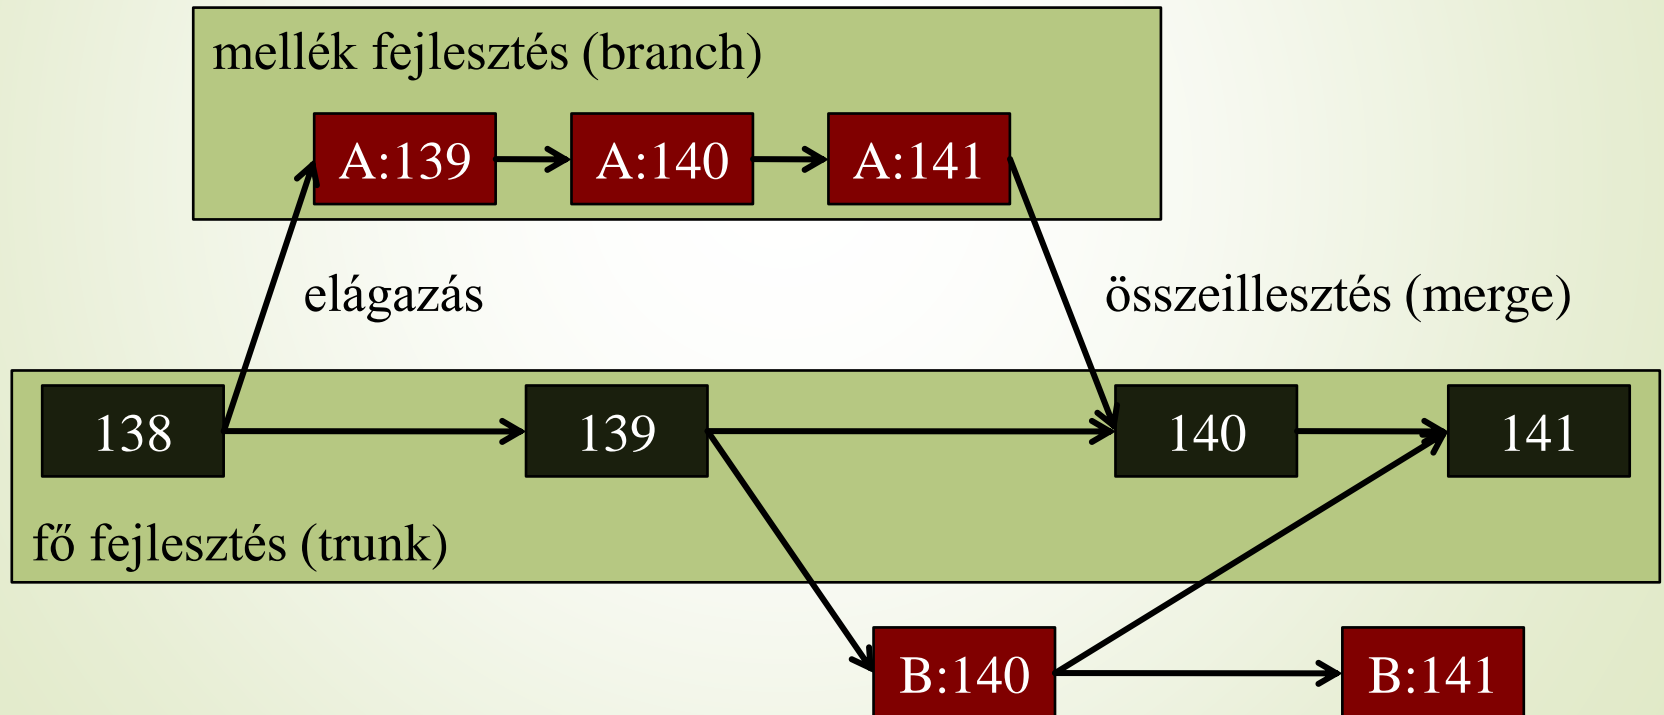 mellék fejlesztés (branch)
A:139 A:140 A:141
elágazás összeillesztés (merge)
138 139 140 141
fő fejlesztés (trunk)
B:140 B:141